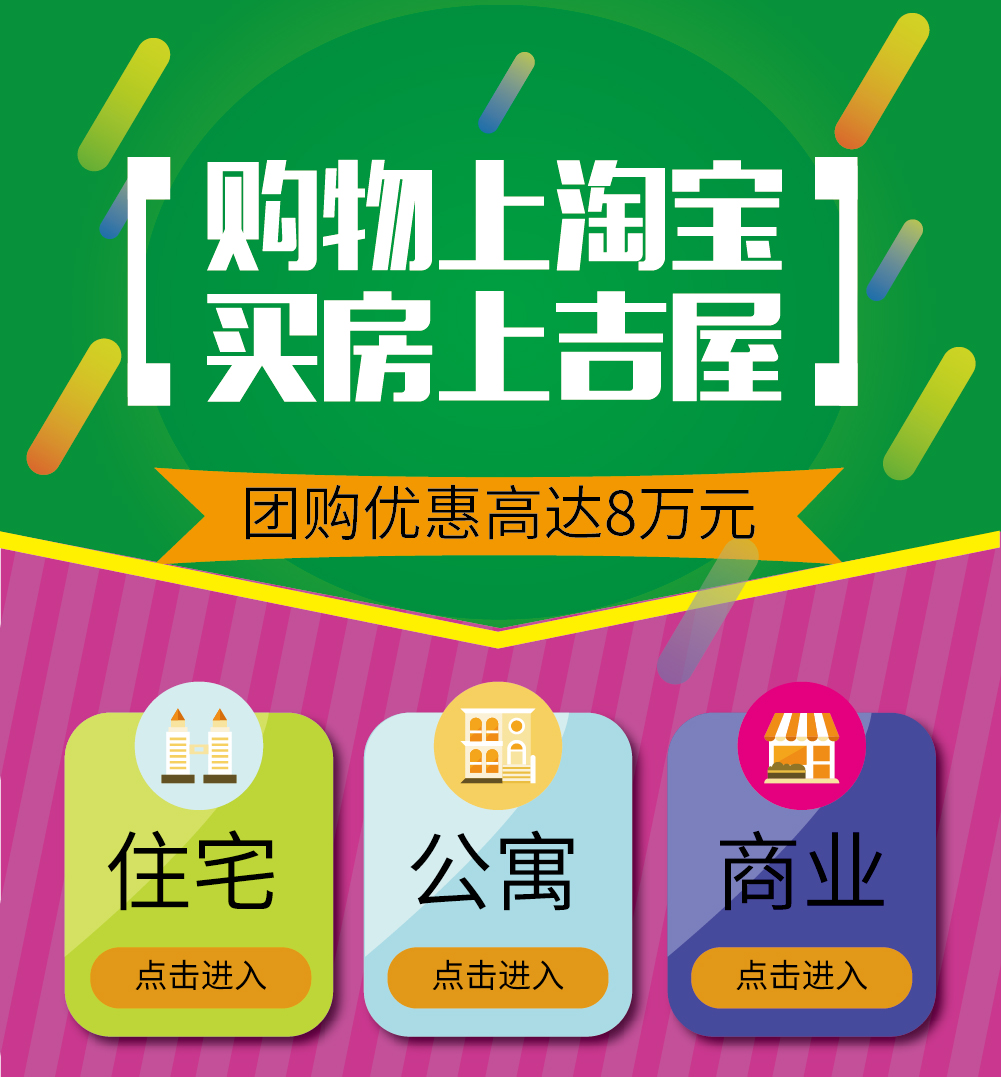 购物上淘宝
买房上吉屋
团购优惠高达8万元
住宅
公寓
商业
点击进入
点击进入
点击进入